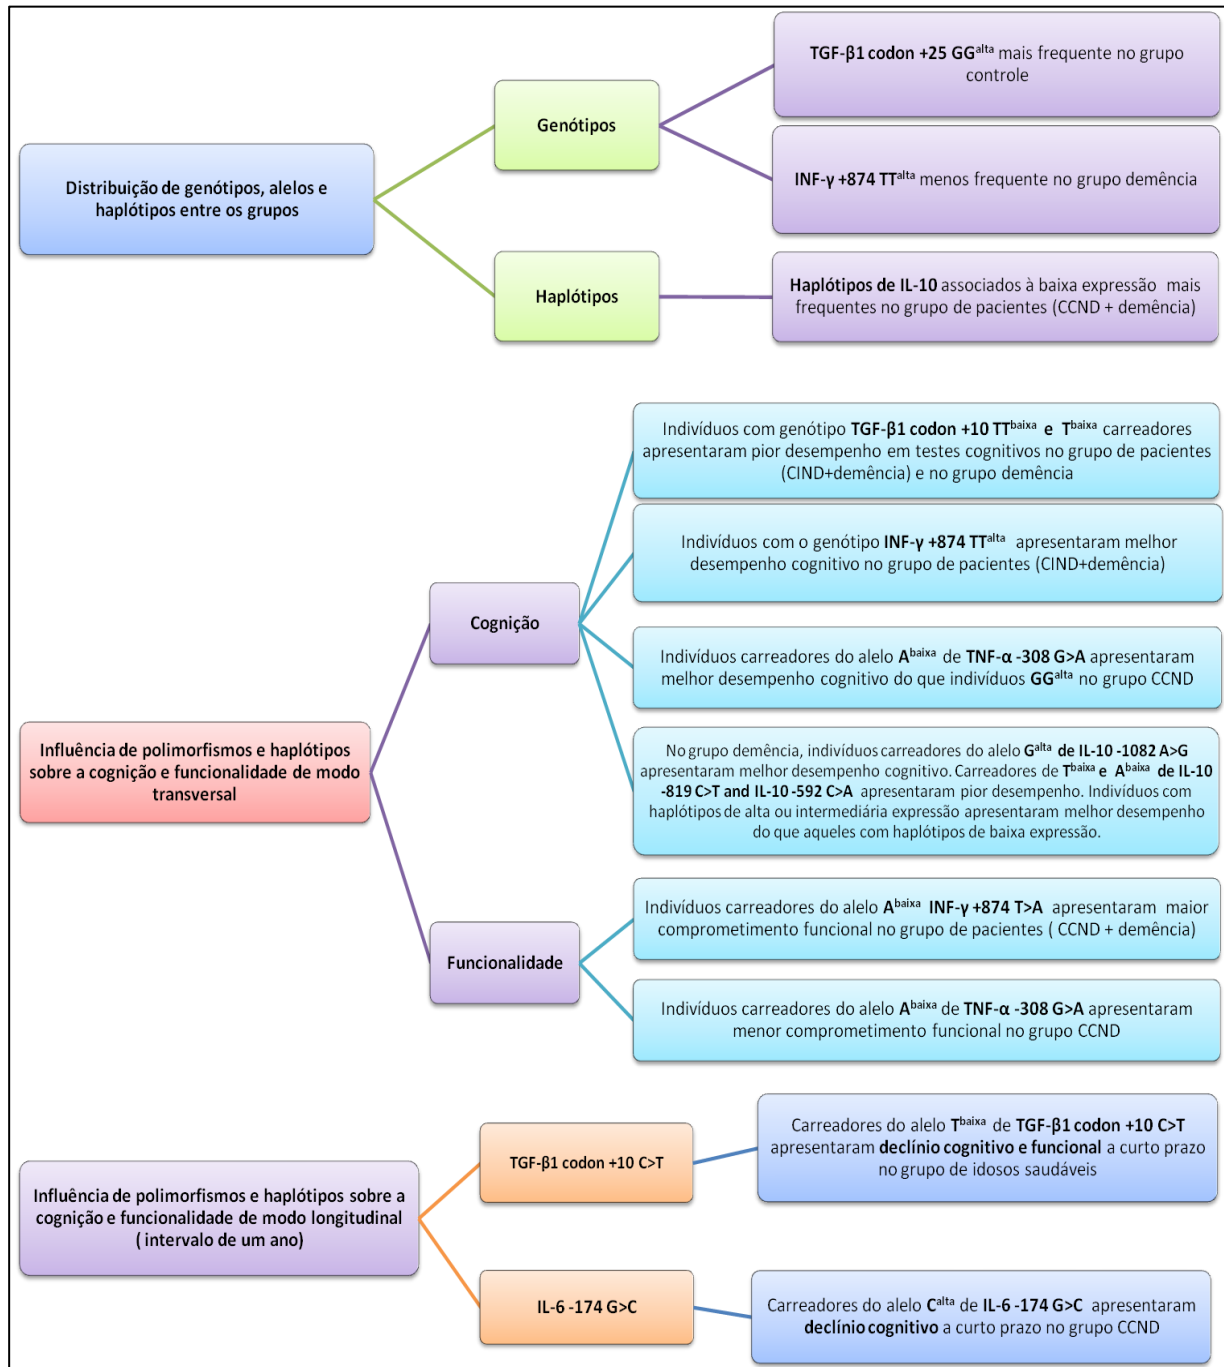 TGF-β1 codon +25 GGalta mais frequente no grupo
controle
Genótipos
INF-γ +874 TTalta menos frequente no grupo demência
Distribuição de genótipos, alelos e
haplótipos entre os grupos
Haplótipos
Haplótipos de IL-10 associados à baixa expressão mais
frequentes no grupo de pacientes (CCND + demência)
Indivíduos com genótipo TGF-β1 codon +10 TTbaixa e Tbaixa carreadores
apresentaram pior desempenho em testes cognitivos no grupo de pacientes
(CIND+demência) e no grupo demência
Indivíduos com o genótipo INF-γ +874 TTalta apresentaram melhor
desempenho cognitivo no grupo de pacientes (CIND+demência)
Cognição
Indivíduos carreadores do alelo Abaixa de TNF-α -308 G>A apresentaram
melhor desempenho cognitivo do que indivíduos GGalta no grupo CCND
No grupo demência, indivíduos carreadores do alelo Galta de IL-10 -1082 A>G
apresentaram melhor desempenho cognitivo. Carreadores de Tbaixa e Abaixa de IL-10
-819 C>T and IL-10 -592 C>A apresentaram pior desempenho. Indivíduos com
haplótipos de alta ou intermediária expressão apresentaram melhor desempenho
do que aqueles com haplótipos de baixa expressão.
Influência de polimorfismos e haplótipos
sobre a cognição e funcionalidade de modo
transversal
Indivíduos carreadores do alelo Abaixa INF-γ +874 T>A apresentaram maior
comprometimento funcional no grupo de pacientes ( CCND + demência)
Funcionalidade
Indivíduos carreadores do alelo Abaixa de TNF-α -308 G>A apresentaram
menor comprometimento funcional no grupo CCND
TGF-β1 codon +10 C>T
Carreadores do alelo Tbaixa de TGF-β1 codon +10 C>T
apresentaram declínio cognitivo e funcional a curto prazo
no grupo de idosos saudáveis
Influência de polimorfismos e haplótipos sobre a
cognição e funcionalidade de modo longitudinal
( intervalo de um ano)
IL-6 -174 G>C
Carreadores do alelo Calta de IL-6 -174 G>C apresentaram
declínio cognitivo a curto prazo no grupo CCND